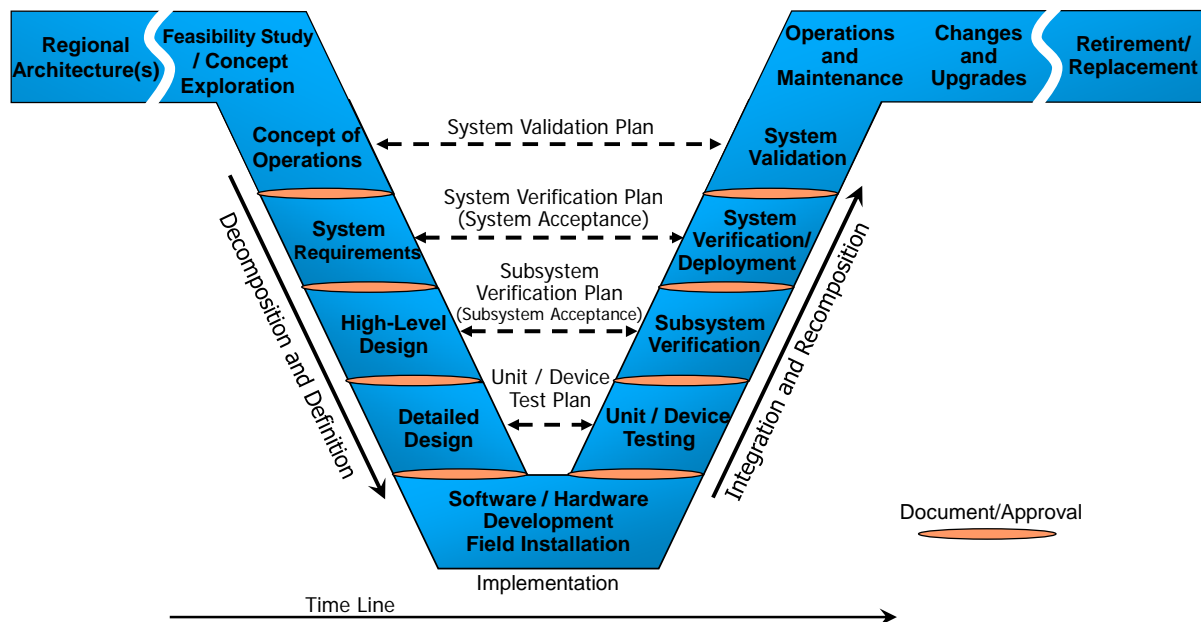 Regional
Architecture(s)
Feasibility Study
/ Concept
Exploration
Operations
and
Maintenance
Changes
and
Upgrades
Retirement/
Replacement
Concept of
Operations
System Validation Plan
System
Validation
System Verification Plan
(System Acceptance)
System
Requirements
System
Verification/
Deployment
Subsystem
Verification Plan
(Subsystem Acceptance)
High-Level
Design
Subsystem
Verification
Unit / Device
Test Plan
Detailed
Design
Unit / Device
Testing
Decomposition and Definition
Integration and Recomposition
Software / Hardware
Development
Field Installation
Implementation
Document/Approval
Time Line